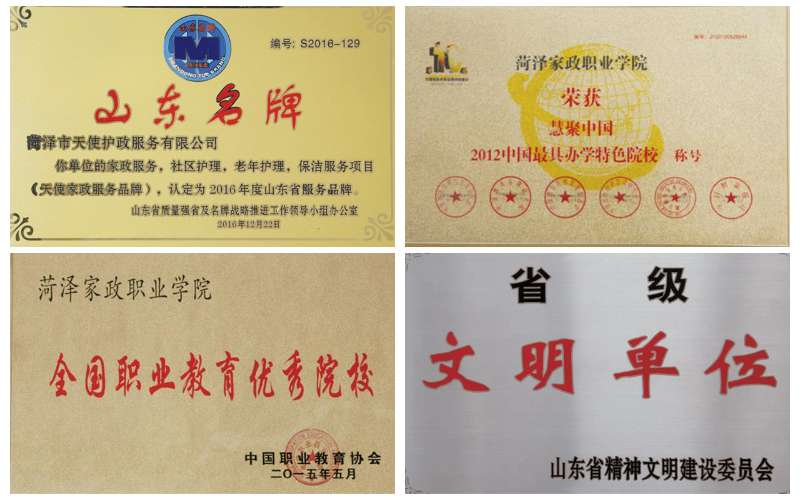 编号: S2016-129
山东名牌
菏泽市天使护政服务有限公司
你单位的家政服务，社区护理，老年护理，保洁服务项目
（天使家政服务品牌），认定为 2016 年度山东省服务品牌。
山东省质量强省及名牌战略推进工作领导小组办公室
2016年12月22日
菏泽家政职业学院
荣获
慧聚中国
2012中国最具办学特色院校 称号
菏泽家政职业学院
全国职业教育优秀院校
中国职业教育协会
二〇一五年五月
省级
文明单位
山东省精神文明建设委员会